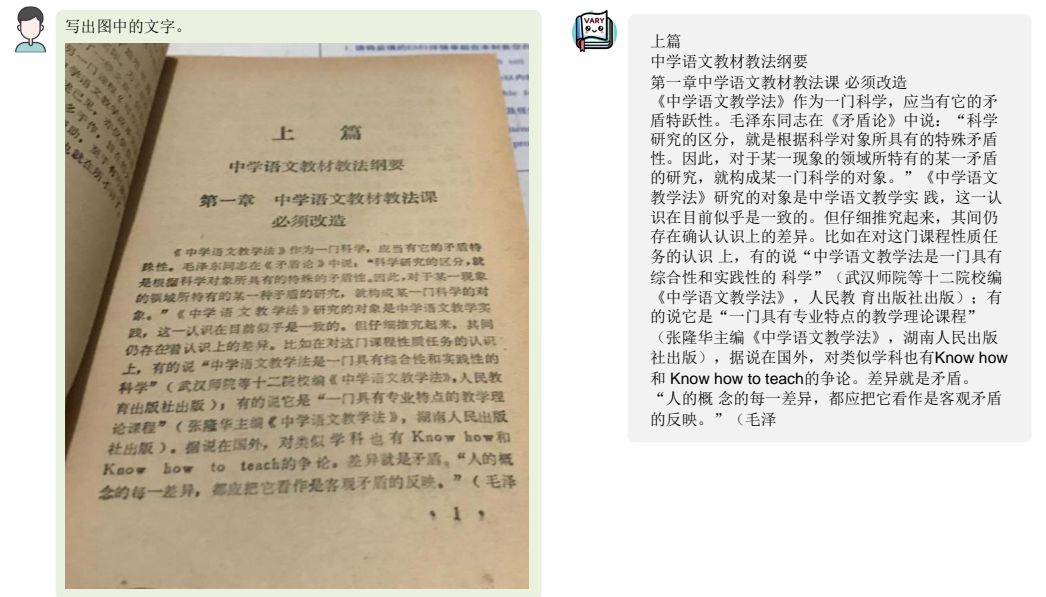 写出图中的文字。
上 篇
中学语文教材教法纲要
第一章 中学语文教材教法课
必须改造
《中学语文教学法》作为一门科学，应当有它的矛盾特
殊性。毛泽东同志在《矛盾论》中说：“科学研究的区分，就
是根据科学对象所具有的特殊的矛盾性。因此，对于某一现象
的领域所特有的某一种矛盾的研究，就构成某一门科学的对
象。”《中学语文教学法》研究的对象是中学语文教学实
践，这一认识在目前似乎是一致的。但仔细推究起来，其间
仍存在着认识上的差异。比如在对这门课程性质任务的认识
上，有的说“中学语文教学法是一门具有综合性和实践性的
科学”（武汉师院等十二院校编《中学语文教学法》，人民教
育出版社出版）；有的说它是“一门具有专业特点的教学理
论课程”（张隆华主编《中学语文教学法》，湖南人民出版
社出版）。据说在国外，对类似学科也有 Know how和
Know how to teach的争论。差异就是矛盾。“人的概
念的每一差异，都应把它看作是客观矛盾的反映。”（毛泽
1
VARY
上篇
中学语文教材教法纲要
第一章中学语文教材教法课 必须改造
《中学语文教学法》作为一门科学，应当有它的矛
盾特跃性。毛泽东同志在《矛盾论》中说：“科学
研究的区分，就是根据科学对象所具有的特殊矛盾
性。因此，对于某一现象的领域所特有的某一矛盾
的研究，就构成某一门科学的对象。”《中学语文
教学法》研究的对象是中学语文教学实 践，这一认
识在目前似乎是一致的。但仔细推究起来，其间仍
存在确认认识上的差异。比如在对这门课程性质任
务的认识 上，有的说“中学语文教学法是一门具有
综合性和实践性的 科学”（武汉师院等十二院校编
《中学语文教学法》，人民教 育出版社出版）；有
的说它是“一门具有专业特点的教学理论课程”
（张隆华主编《中学语文教学法》，湖南人民出版
社出版），据说在国外，对类似学科也有Know how
和 Know how to teach的争论。差异就是矛盾。
“人的概 念的每一差异，都应把它看作是客观矛盾
的反映。”（毛泽